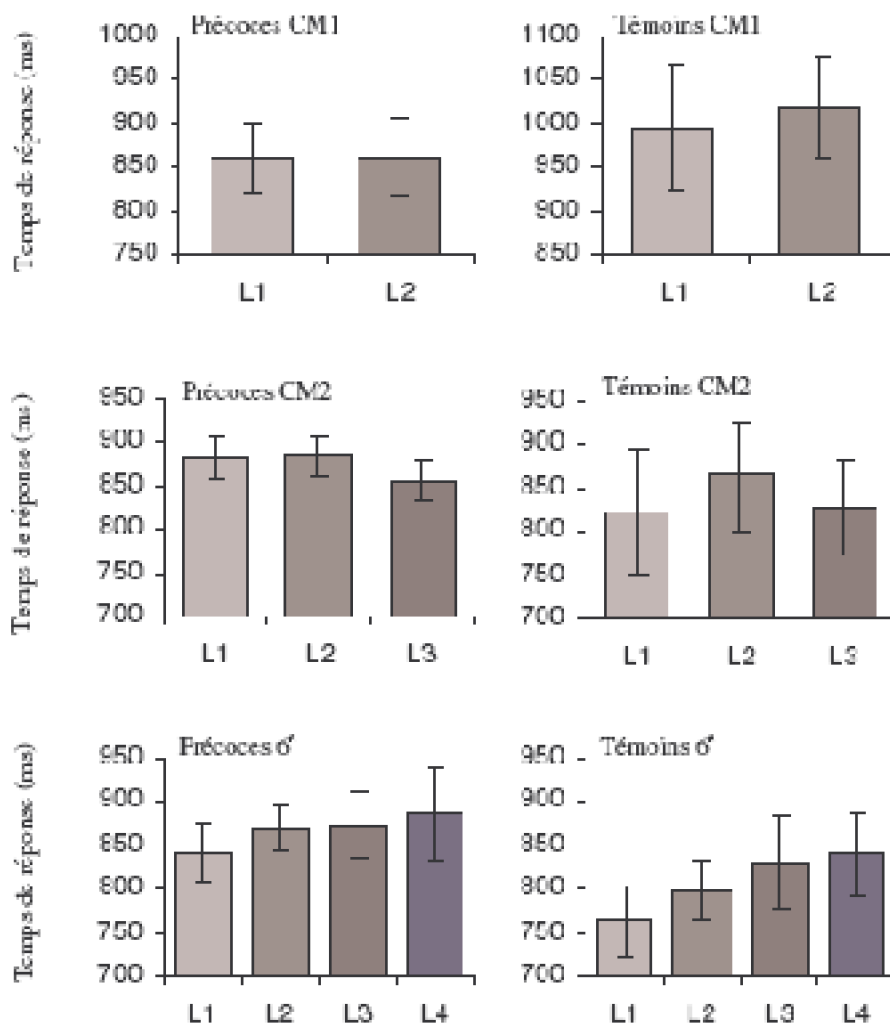 Précoces CM1
Temps de réponse (ms)
1000
950
900
850
800
750
L1 L2
Témoins CM1
1100
1050
1000
950
900
850
L1 L2
Précoces CM2
Temps de réponse (ms)
950
900
850
800
750
700
L1 L2 L3
Témoins CM2
950
900
850
800
750
700
L1 L2 L3
Précoces 6e
Temps de réponse (ms)
950
900
850
800
750
700
L1 L2 L3 L4
Témoins 6e
950
900
850
800
750
700
L1 L2 L3 L4